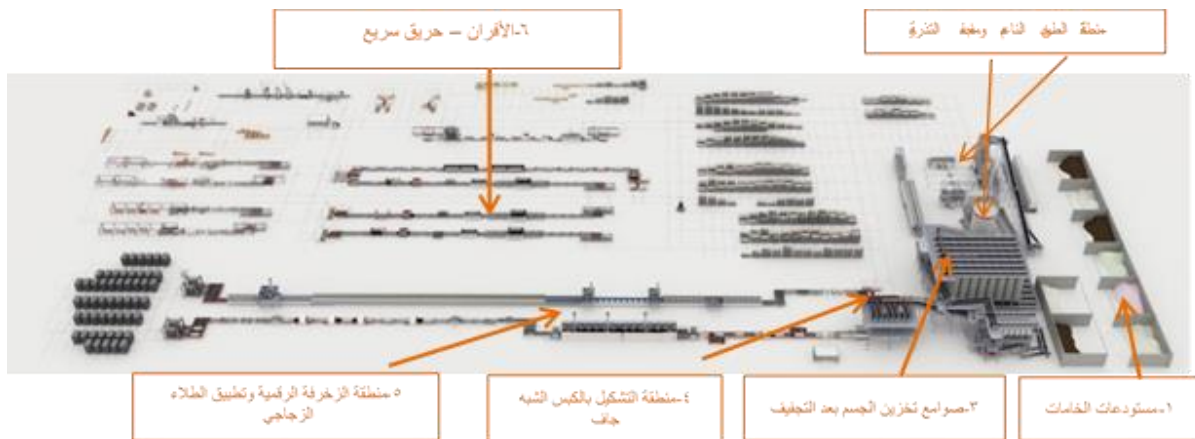 ٦-الأفران – حريق سريع
منطقة الطحن الناعم ومجفف التذرية
٥-منطقة الزخرفة الرقمية وتطبيق الطلاء
الزجاجي
٤-منطقة التشكيل بالكبس الشبه
جاف
٣-صوامع تخزين الجسم بعد التجفيف
١-مستودعات الخامات